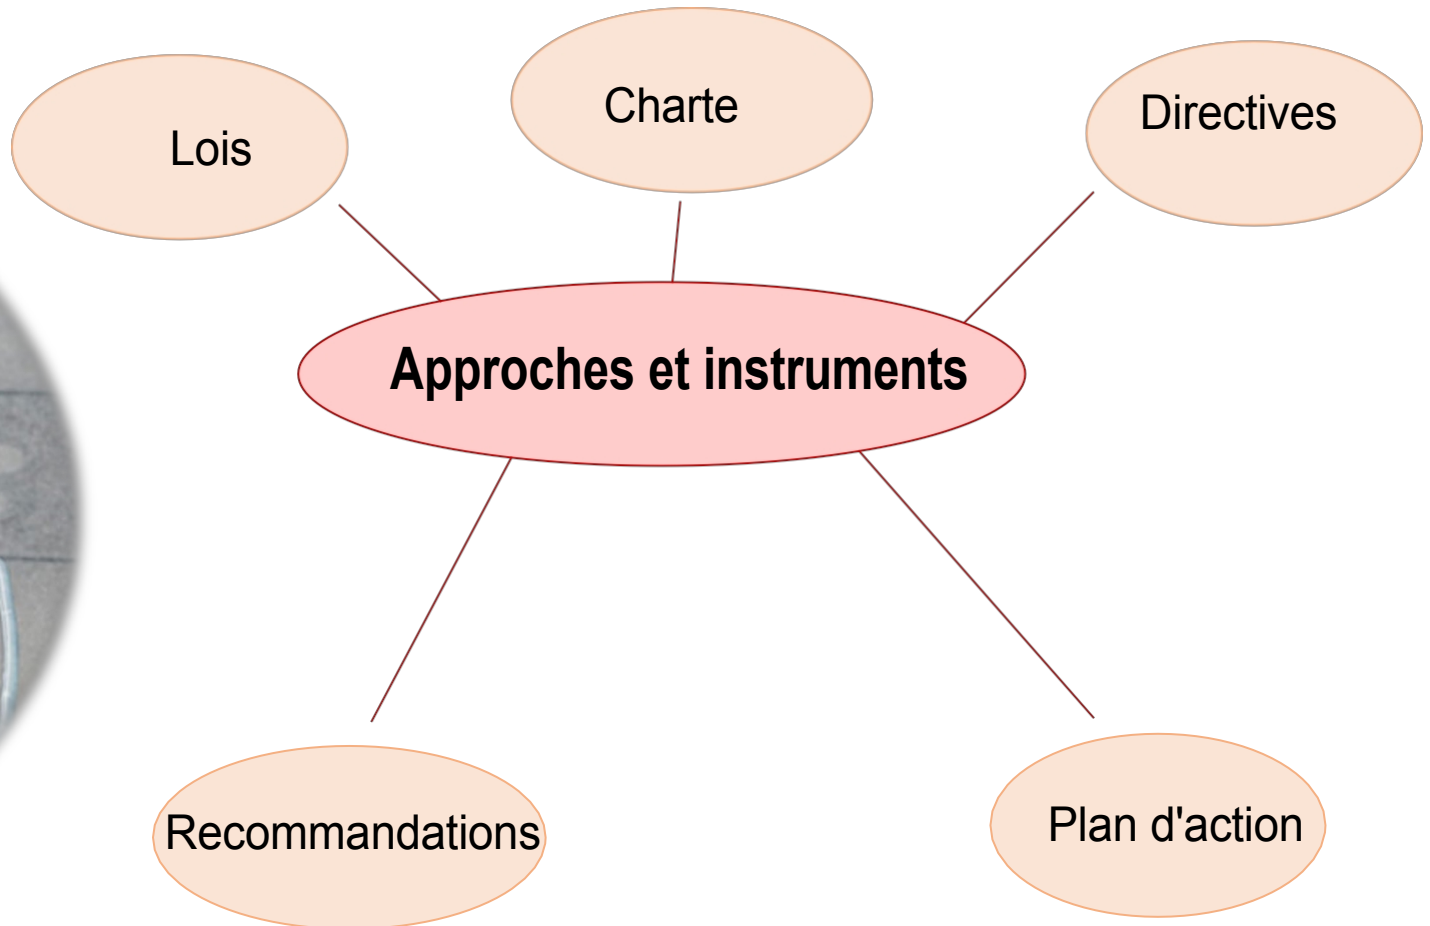 Charte
Directives
Lois
Approches et instruments
Recommandations
Plan d'action